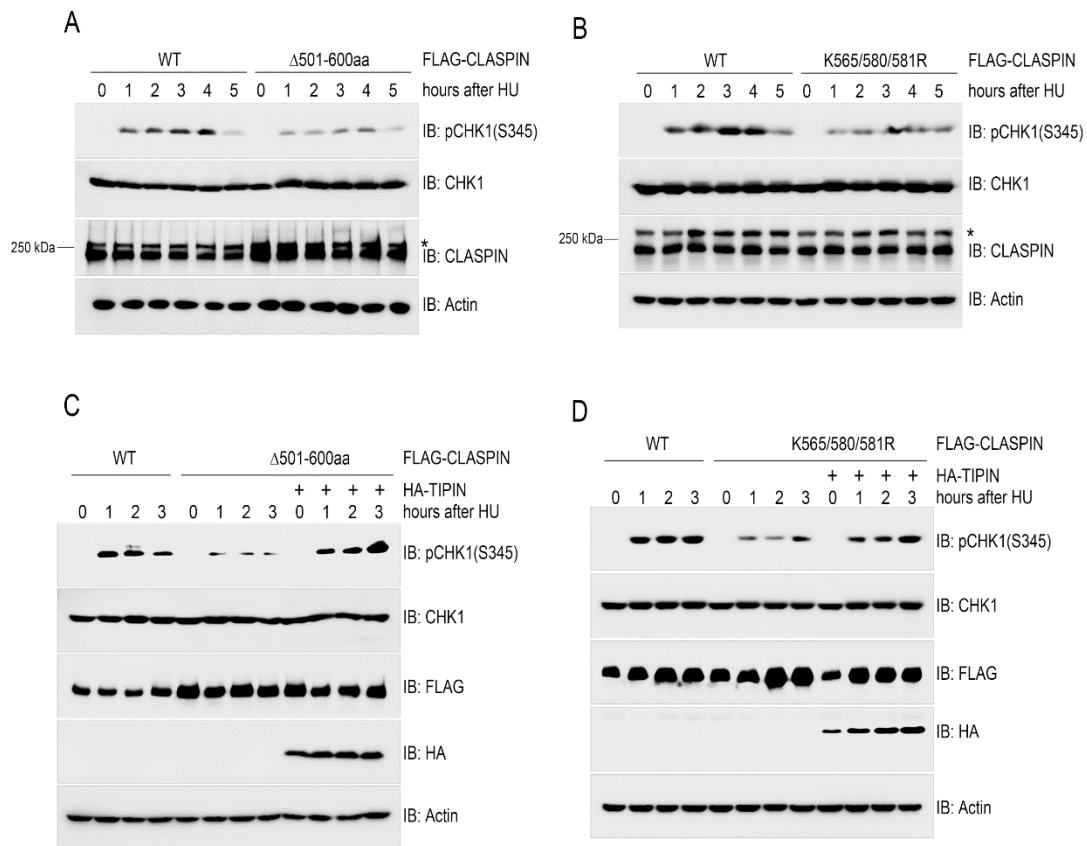 A
WT Δ501-600aa FLAG-CLASPIN
0 1 2 3 4 5 0 1 2 3 4 5 hours after HU
IB: pCHK1(S345)
IB: CHK1
250 kDa *
IB: CLASPIN
IB: Actin
B
WT K565/580/581R FLAG-CLASPIN
0 1 2 3 4 5 0 1 2 3 4 5 hours after HU
IB: pCHK1(S345)
IB: CHK1
250 kDa *
IB: CLASPIN
IB: Actin
C
WT Δ501-600aa FLAG-CLASPIN
+ + + + HA-TIPIN
0 1 2 3 0 1 2 3 0 1 2 3 hours after HU
IB: pCHK1(S345)
IB: CHK1
IB: FLAG
IB: HA
IB: Actin
D
WT K565/580/581R FLAG-CLASPIN
+ + + + HA-TIPIN
0 1 2 3 0 1 2 3 0 1 2 3 hours after HU
IB: pCHK1(S345)
IB: CHK1
IB: FLAG
IB: HA
IB: Actin